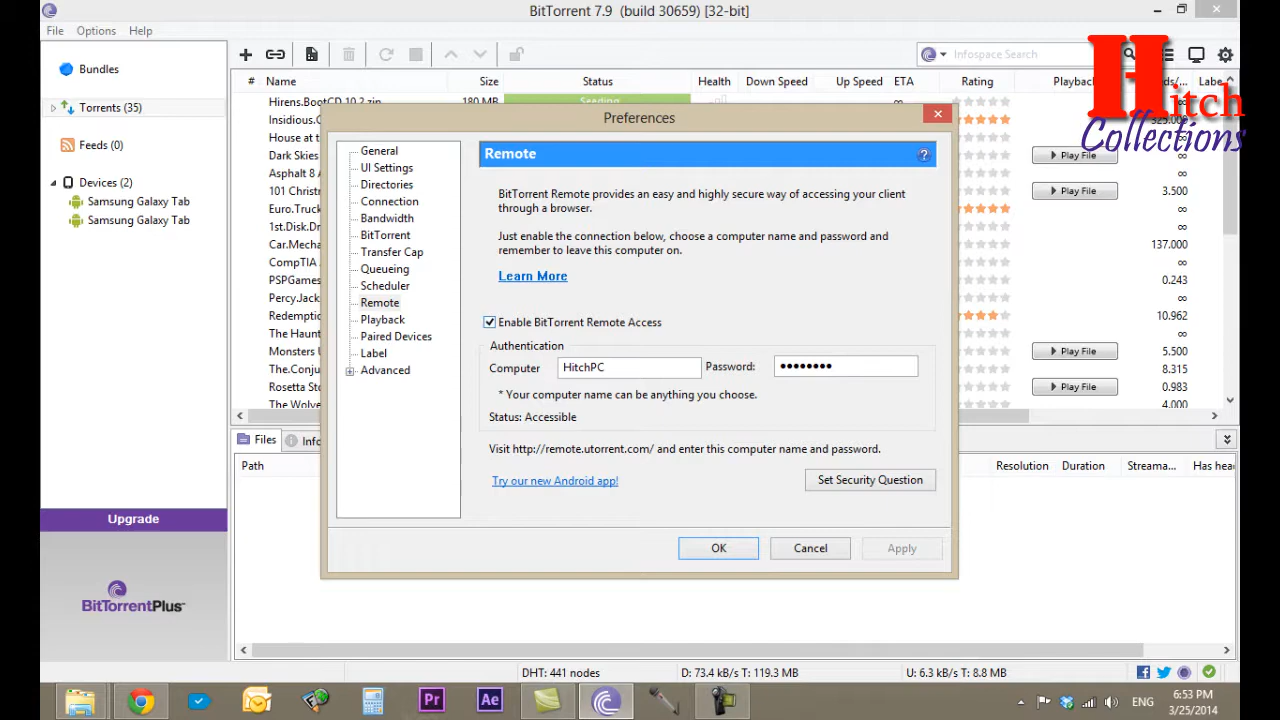 BitTorrent 7.9 (build 30659) [32-bit]
File Options Help
Bundles
Torrents (35)
Feeds (0)
Devices (2)
Samsung Galaxy Tab
Samsung Galaxy Tab
Upgrade
BitTorrentPlus
Infospace Search
Hitch
Collections
# Name Size Status Health Down Speed Up Speed ETA Rating Playback Labe
Hirens.BootCD 10.2.zip 180 MB Seeding ∞
Insidious.C 325.000
House at t ∞
Dark Skies Play File ∞
Asphalt 8 ∞
101 Christ Play File 3.500
Euro.Truck ∞
1st.Disk.Dr ∞
Car.Mecha 137.000
CompTIA ∞
PSPGames 0.243
Percy.Jack ∞
Redemptio 10.962
The Haunt ∞
Monsters U Play File 5.500
The.Conju 8.315
Rosetta Sto Play File 0.983
The Wolve 4.000
Preferences
General
UI Settings
Directories
Connection
Bandwidth
BitTorrent
Transfer Cap
Queueing
Scheduler
Remote
Playback
Paired Devices
Label
Advanced
Remote
BitTorrent Remote provides an easy and highly secure way of accessing your client
through a browser.
Just enable the connection below, choose a computer name and password and
remember to leave this computer on.
Learn More
Enable BitTorrent Remote Access
Authentication
Computer HitchPC Password: ••••••••
* Your computer name can be anything you choose.
Status: Accessible
Visit http://remote.utorrent.com/ and enter this computer name and password.
Try our new Android app! Set Security Question
OK Cancel Apply
Files Info
Path Resolution Duration Streama... Has hea
DHT: 441 nodes D: 73.4 kB/s T: 119.3 MB U: 6.3 kB/s T: 8.8 MB
Pr Ae ENG 6:53 PM
3/25/2014